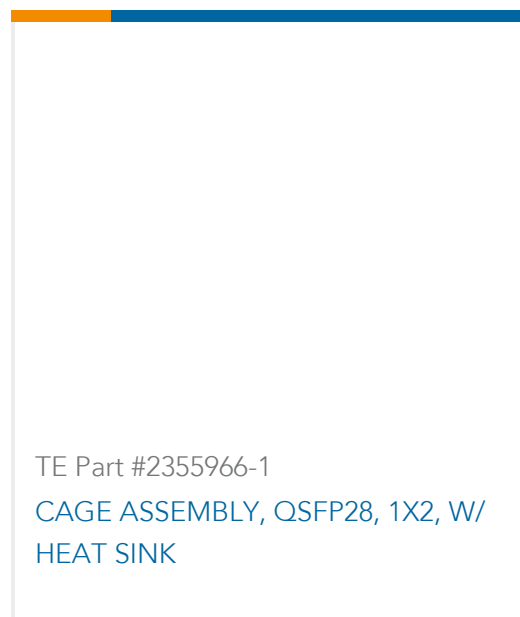 TE Part #2355966-1
CAGE ASSEMBLY, QSFP28, 1X2, W/
HEAT SINK